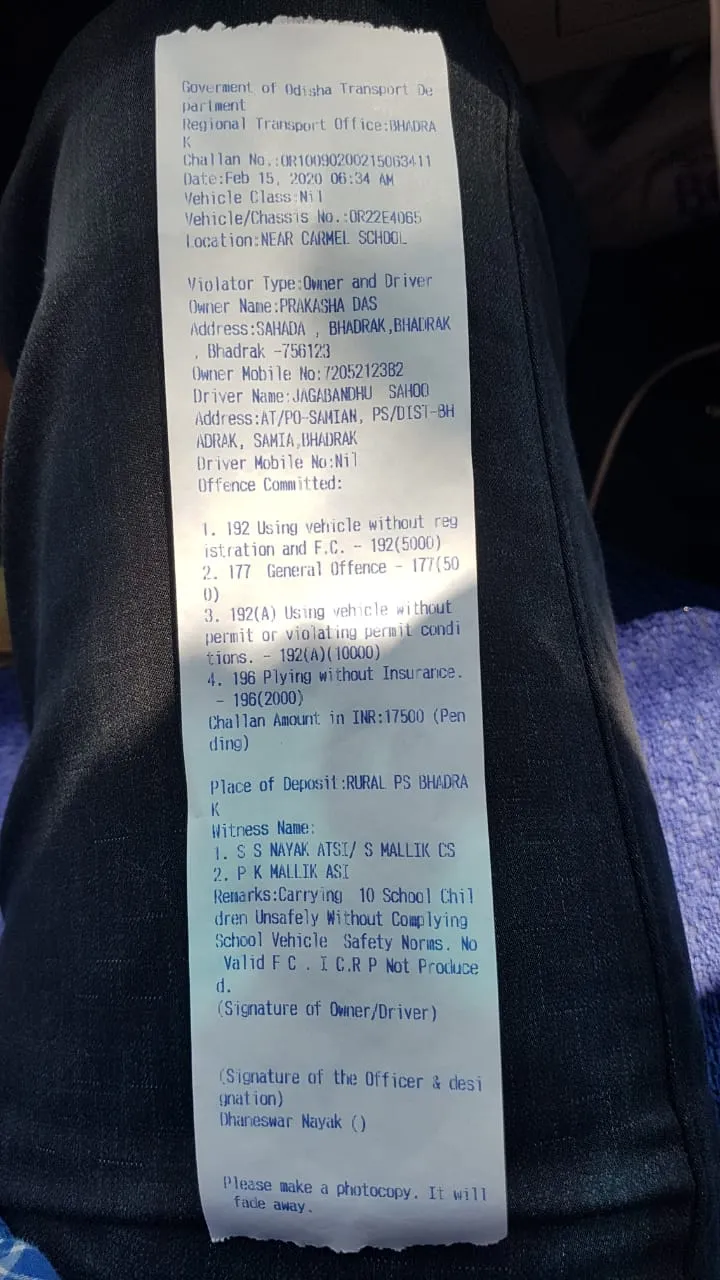 Goverment of Odisha Transport De
partment
Regional Transport Office:BHADRA
K
Challan No.:OR10090200215063411
Date:Feb 15, 2020 06:34 AM
Vehicle Class:Nil
Vehicle/Chassis No.:OR22E4065
Location:NEAR CARMEL SCHOOL
Violator Type:Owner and Driver
Owner Name:PRAKASHA DAS
Address:SAHADA , BHADRAK,BHADRAK
, Bhadrak -756123
Owner Mobile No:7205212382
Driver Name:JAGABANDHU SAHOO
Address:AT/PO-SAMIAN, PS/DIST-BH
ADRAK, SAMIA,BHADRAK
Driver Mobile No:Nil
Offence Committed:
1. 192 Using vehicle without reg
istration and F.C. - 192(5000)
2. 177 General Offence - 177(50
0)
3. 192(A) Using vehicle without
permit or violating permit condi
tions. - 192(A)(10000)
4. 196 Plying without Insurance.
- 196(2000)
Challan Amount in INR:17500 (Pen
ding)
Place of Deposit:RURAL PS BHADRA
K
Witness Name:
1. S S NAYAK ATSI/ S MALLIK CS
2. P K MALLIK ASI
Remarks:Carrying 10 School Chil
dren Unsafely Without Complying
School Vehicle Safety Norms. No
Valid F C . I C.R P Not Produce
d.
(Signature of Owner/Driver)
(Signature of the Officer & desi
gnation)
Dhaneswar Nayak ()
Please make a photocopy. It will
fade away.